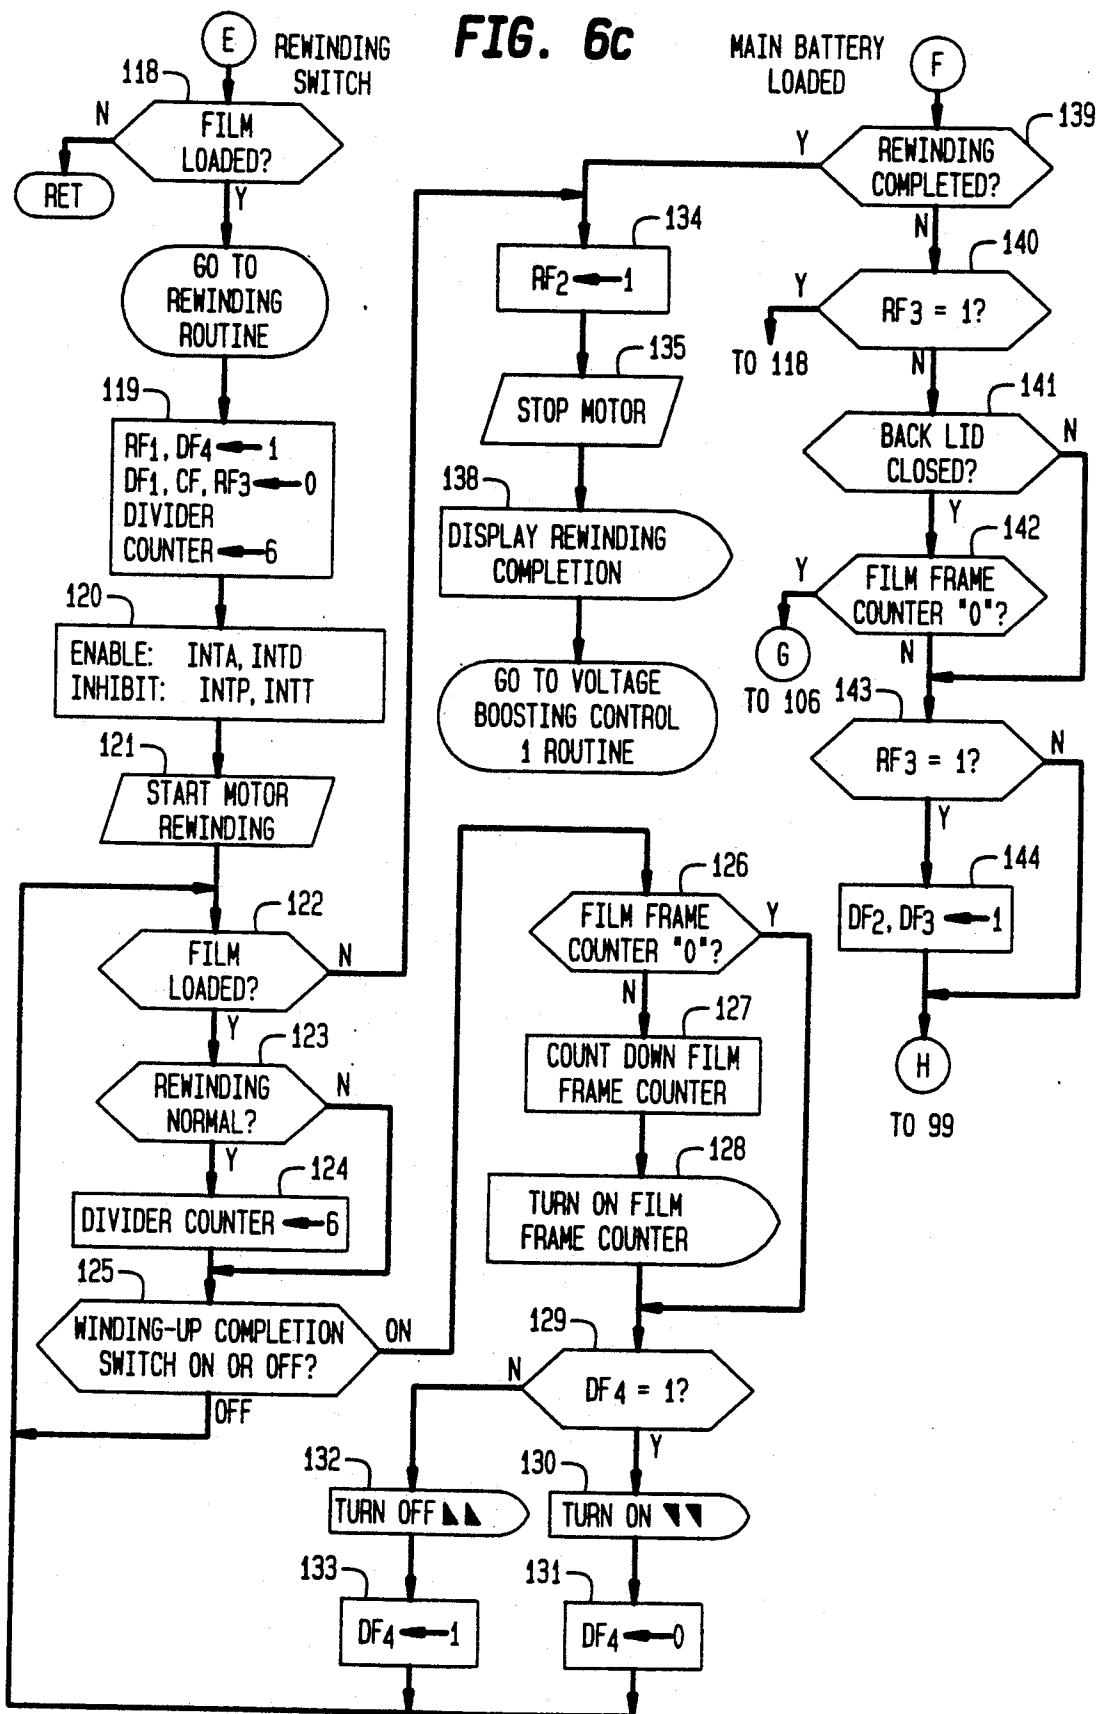 FIG. 6c
E
REWINDING
SWITCH
118
N
FILM
LOADED?
RET
Y
GO TO
REWINDING
ROUTINE
119
RF1, DF4 ← 1
DF1, CF, RF3 ← 0
DIVIDER
COUNTER ← 6
120
ENABLE: INTA, INTD
INHIBIT: INTP, INTT
121
START MOTOR
REWINDING
122
FILM
LOADED?
N
Y
123
REWINDING
NORMAL?
N
Y
124
DIVIDER COUNTER ← 6
125
WINDING-UP COMPLETION
SWITCH ON OR OFF?
ON
OFF
134
RF2 ← 1
135
STOP MOTOR
138
DISPLAY REWINDING
COMPLETION
GO TO VOLTAGE
BOOSTING CONTROL
1 ROUTINE
126
FILM FRAME
COUNTER "0"?
Y
N
127
COUNT DOWN FILM
FRAME COUNTER
128
TURN ON FILM
FRAME COUNTER
129
N
DF4 = 1?
Y
132
TURN OFF
130
TURN ON
133
DF4 ← 1
131
DF4 ← 0
MAIN BATTERY
LOADED
F
139
Y
REWINDING
COMPLETED?
N
140
Y
RF3 = 1?
TO 118
N
141
BACK LID
CLOSED?
N
Y
142
Y
FILM FRAME
COUNTER "0"?
G
TO 106
N
143
RF3 = 1?
N
Y
144
DF2, DF3 ← 1
H
TO 99